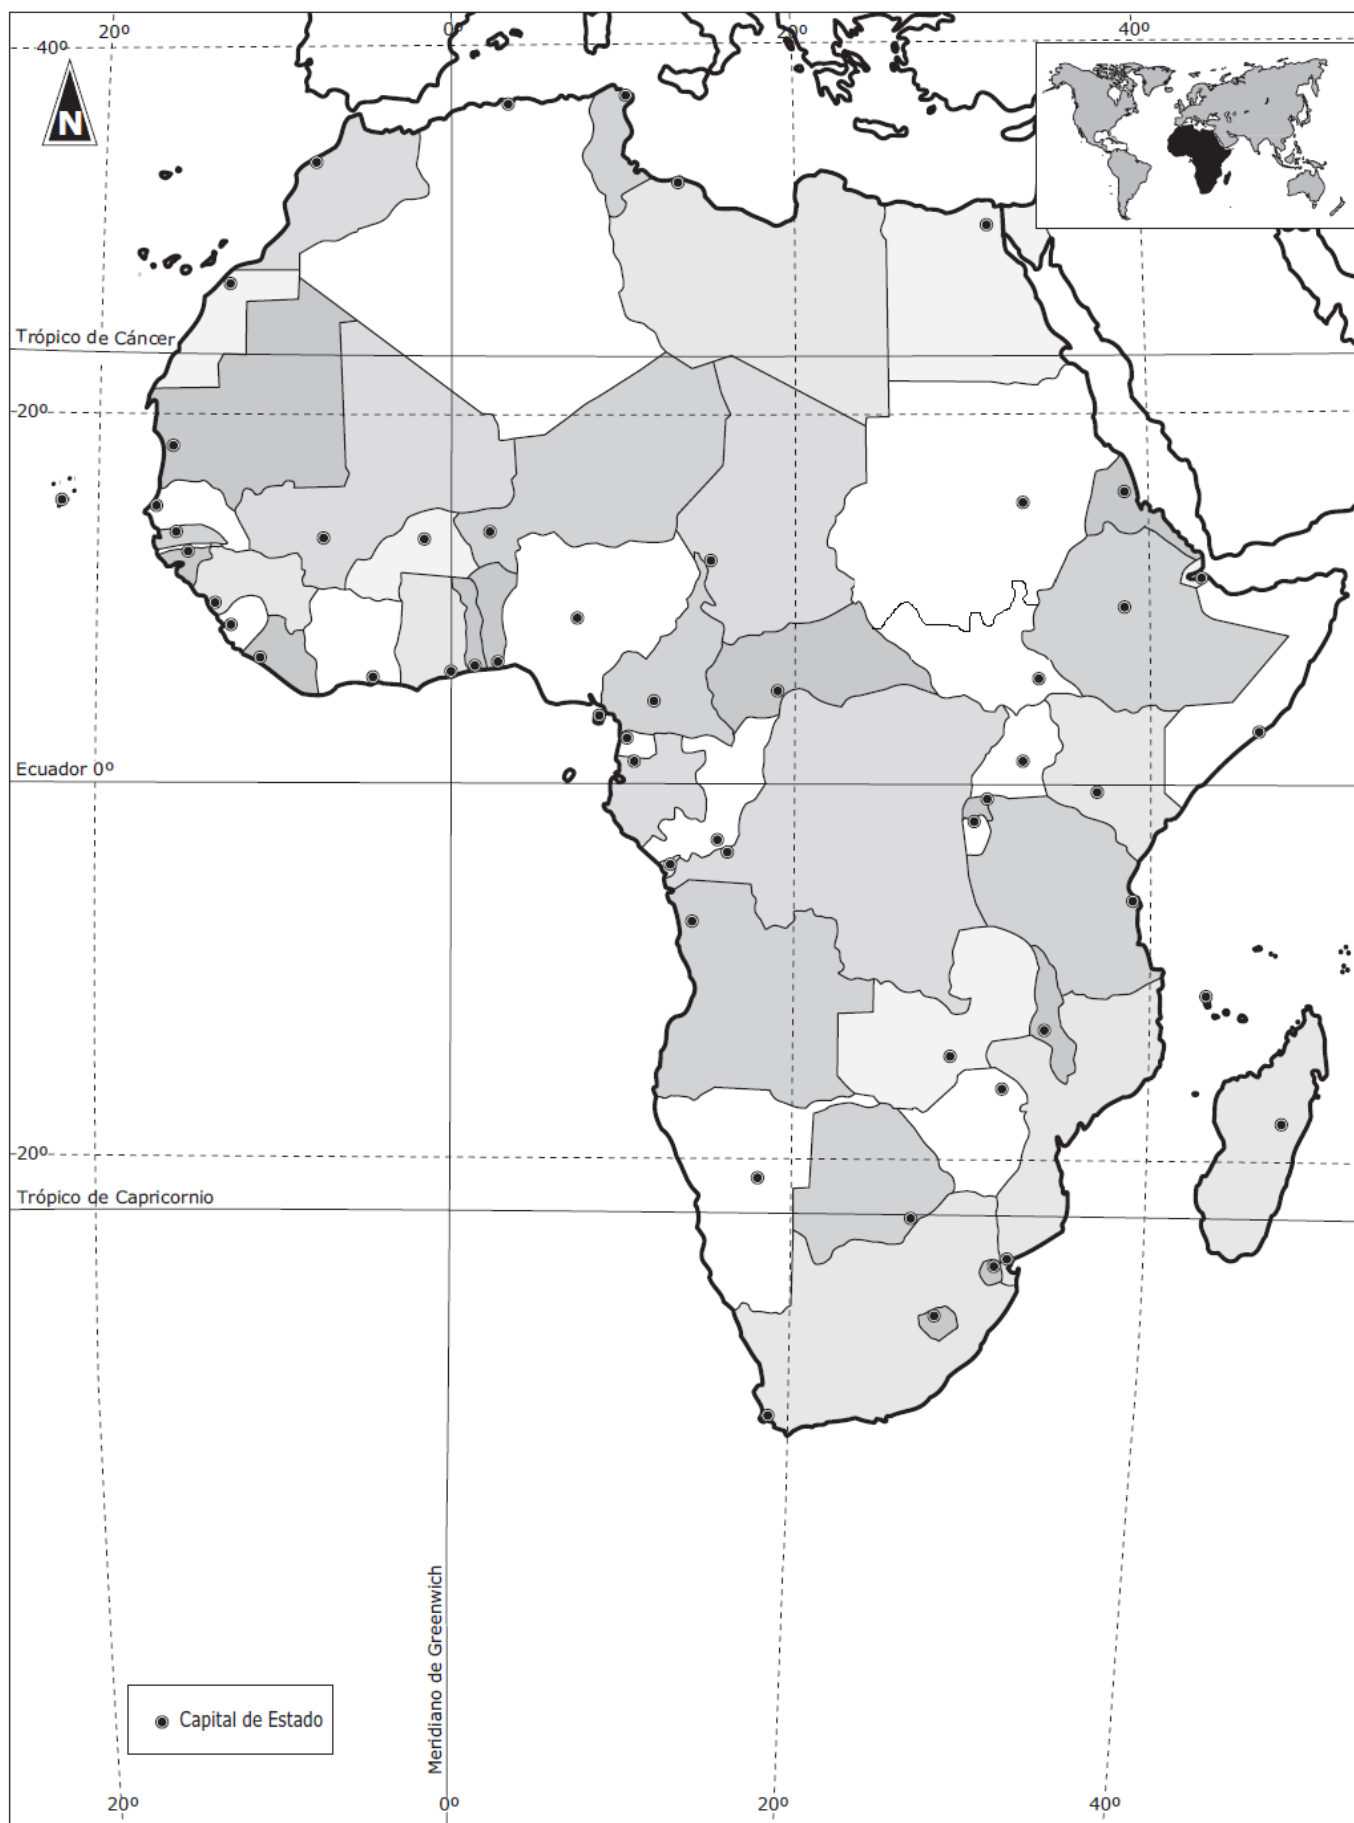 20º 0º 20º 40º
40º
N
Trópico de Cáncer
20º
Ecuador 0º
20º
Trópico de Capricornio
Meridiano de Greenwich
Capital de Estado
20º 0º 20º 40º